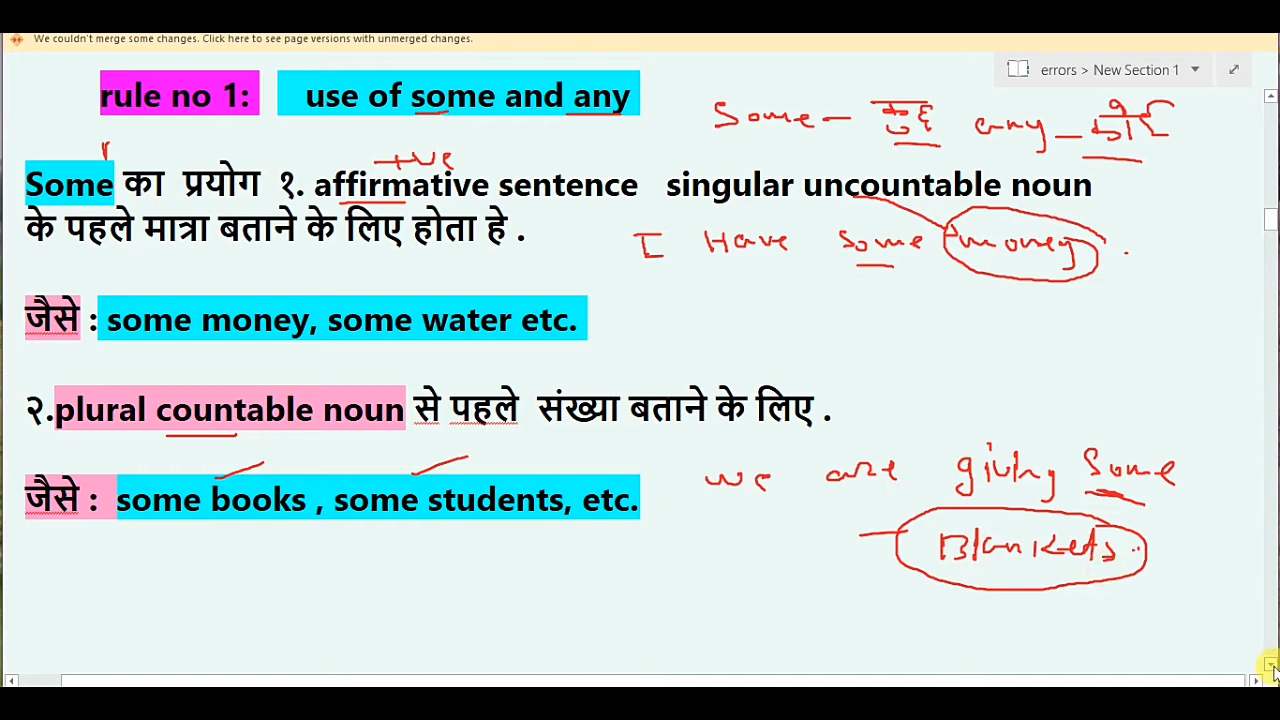 We couldn't merge some changes. Click here to see page versions with unmerged changes.
errors > New Section 1
rule no 1: use of some and any
Some - कुछ any - कोई
+ve
Some का प्रयोग १. affirmative sentence singular uncountable noun
के पहले मात्रा बताने के लिए होता हे .
I Have some money .
जैसे : some money, some water etc.
२.plural countable noun से पहले संख्या बताने के लिए .
we are giving some
जैसे : some books , some students, etc.
Blankets.